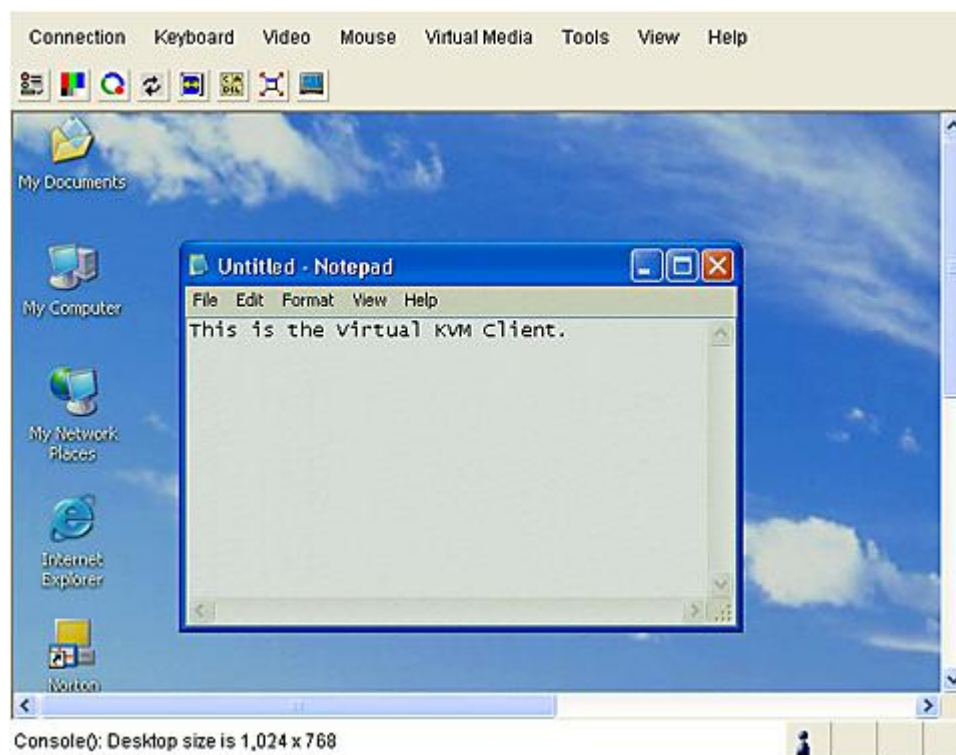 Connection Keyboard Video Mouse Virtual Media Tools View Help
My Documents
My Computer
My Network
Places
Internet
Explorer
Norton
Untitled - Notepad
File Edit Format View Help
This is the Virtual KVM Client.
Console(): Desktop size is 1,024 x 768